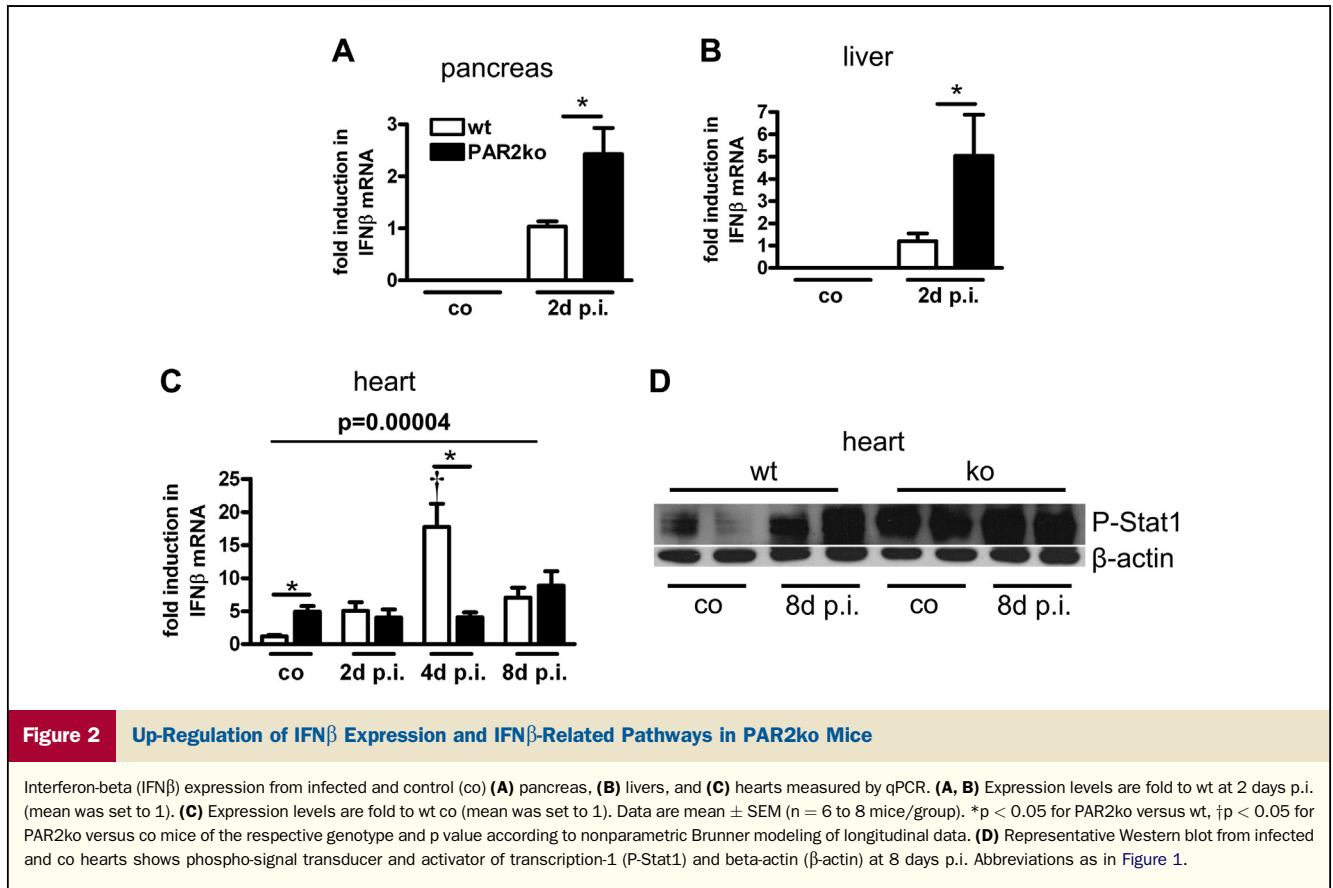 A
pancreas
fold induction in
IFNβ mRNA
3
2
1
0
wt
PAR2ko
*
co
2d p.i.
B
liver
fold induction in
IFNβ mRNA
7
6
5
4
3
2
1
0
*
co
2d p.i.
C
heart
p=0.00004
fold induction in
IFNβ mRNA
25
20
15
10
5
0
*
†
*
co 2d p.i. 4d p.i. 8d p.i.
D
heart
wt ko
P-Stat1
β-actin
co 8d p.i. co 8d p.i.
Figure 2 Up-Regulation of IFNβ Expression and IFNβ-Related Pathways in PAR2ko Mice
Interferon-beta (IFNβ) expression from infected and control (co) (A) pancreas, (B) livers, and (C) hearts measured by qPCR. (A, B) Expression levels are fold to wt at 2 days p.i.
(mean was set to 1). (C) Expression levels are fold to wt co (mean was set to 1). Data are mean ± SEM (n = 6 to 8 mice/group). *p < 0.05 for PAR2ko versus wt, †p < 0.05 for
PAR2ko versus co mice of the respective genotype and p value according to nonparametric Brunner modeling of longitudinal data. (D) Representative Western blot from infected
and co hearts shows phospho-signal transducer and activator of transcription-1 (P-Stat1) and beta-actin (β-actin) at 8 days p.i. Abbreviations as in Figure 1.